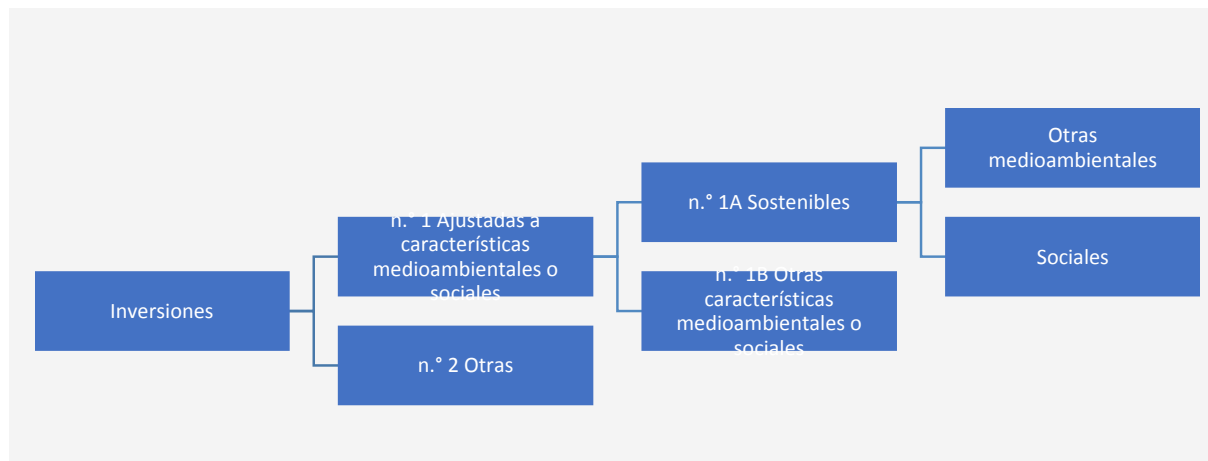 Otras
medioambientales
n.° 1A Sostenibles
n.° 1 Ajustadas a
características
medioambientales o
sociales
Sociales
n.° 1B Otras
características
medioambientales o
sociales
Inversiones
n.° 2 Otras